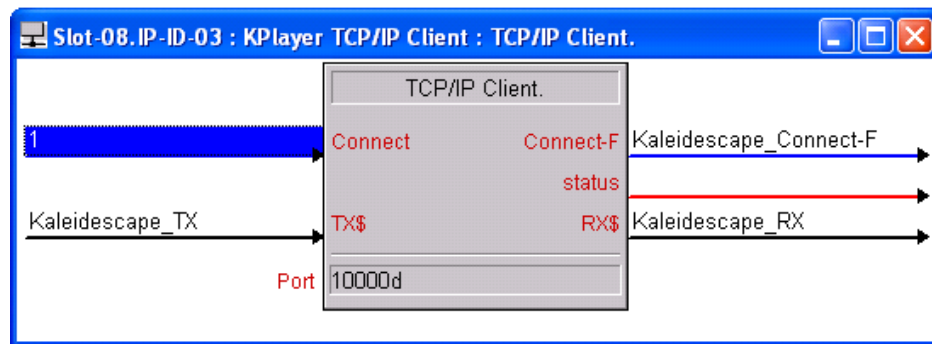 Slot-08.IP-ID-03 : KPlayer TCP/IP Client : TCP/IP Client.
TCP/IP Client.
1 Connect Connect-F Kaleidescape_Connect-F
status
Kaleidescape_TX TX$ RX$ Kaleidescape_RX
Port 10000d